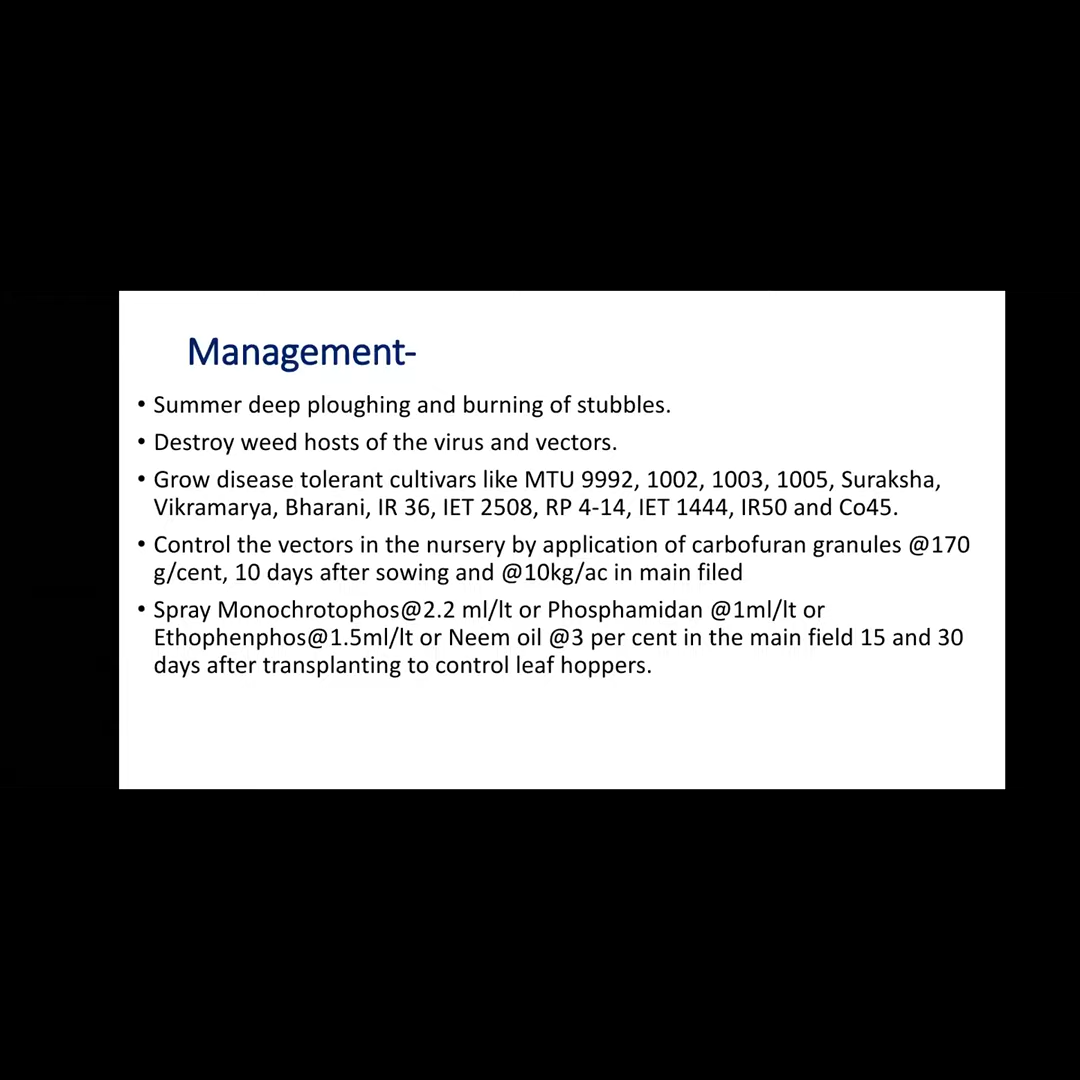 Management-
• Summer deep ploughing and burning of stubbles.
• Destroy weed hosts of the virus and vectors.
• Grow disease tolerant cultivars like MTU 9992, 1002, 1003, 1005, Suraksha,
Vikramarya, Bharani, IR 36, IET 2508, RP 4-14, IET 1444, IR50 and Co45.
• Control the vectors in the nursery by application of carbofuran granules @170
g/cent, 10 days after sowing and @10kg/ac in main filed
• Spray Monochrotophos@2.2 ml/lt or Phosphamidan @1ml/lt or
Ethophenphos@1.5ml/lt or Neem oil @3 per cent in the main field 15 and 30
days after transplanting to control leaf hoppers.